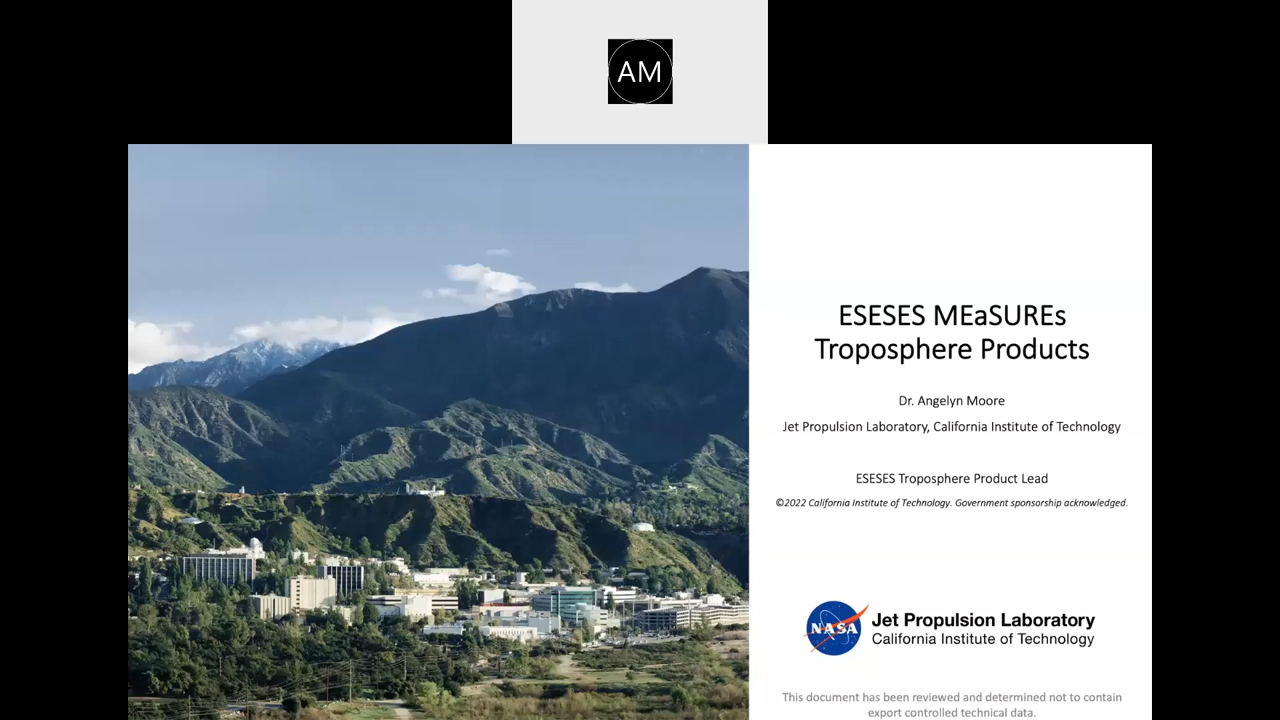 AM
ESESES MEaSUREs
Troposphere Products
Dr. Angelyn Moore
Jet Propulsion Laboratory, California Institute of Technology
ESESES Troposphere Product Lead
©2022 California Institute of Technology. Government sponsorship acknowledged.
NASA
Jet Propulsion Laboratory
California Institute of Technology
This document has been reviewed and determined not to contain
export controlled technical data.